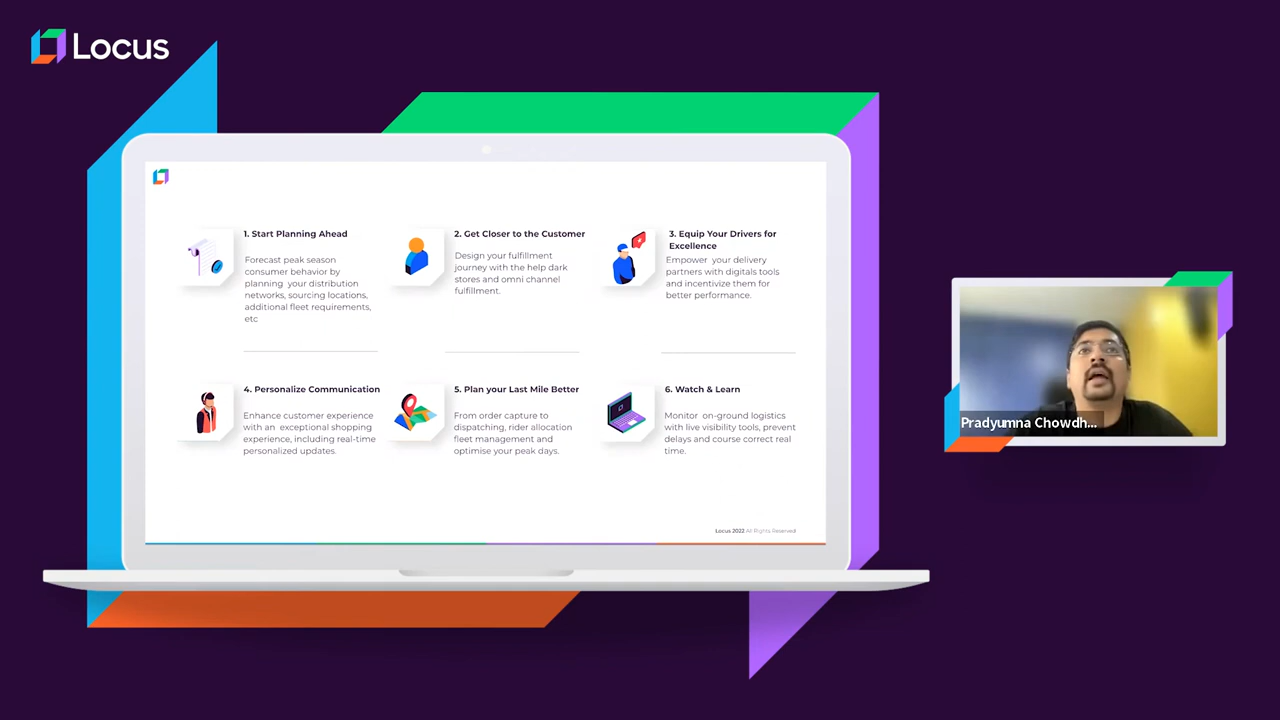 Locus
1. Start Planning Ahead
Forecast peak season
consumer behavior by
planning your distribution
networks, sourcing locations,
additional fleet requirements,
etc
2. Get Closer to the Customer
Design your fulfillment
journey with the help dark
stores and omni channel
fulfillment.
3. Equip Your Drivers for
Excellence
Empower your delivery
partners with digitals tools
and incentivize them for
better performance.
4. Personalize Communication
Enhance customer experience
with an exceptional shopping
experience, including real-time
personalized updates.
5. Plan your Last Mile Better
From order capture to
dispatching, rider allocation
fleet management and
optimise your peak days.
6. Watch & Learn
Monitor on-ground logistics
with live visibility tools, prevent
delays and course correct real
time.
Locus 2022 All Rights Reserved
Pradyumna Chowdh...